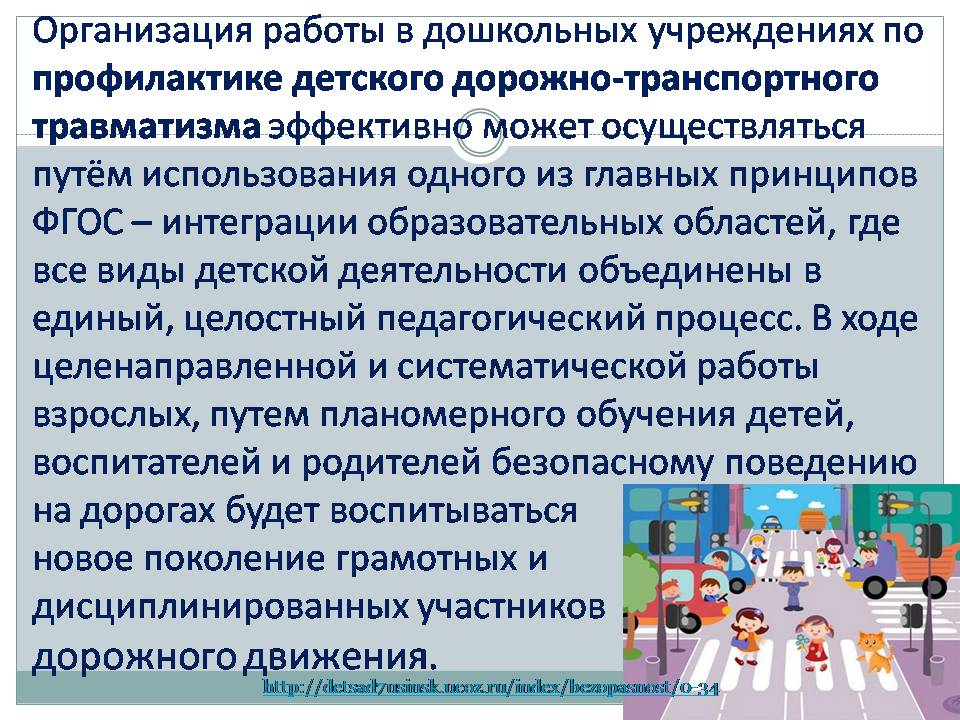 Организация работы в дошкольных учреждениях по
профилактике детского дорожно-транспортного
травматизма эффективно может осуществляться
путём использования одного из главных принципов
ФГОС – интеграции образовательных областей, где
все виды детской деятельности объединены в
единый, целостный педагогический процесс. В ходе
целенаправленной и систематической работы
взрослых, путем планомерного обучения детей,
воспитателей и родителей безопасному поведению
на дорогах будет воспитываться
новое поколение грамотных и
дисциплинированных участников
дорожного движения.
http://detsad7usinsk.ucoz.ru/index/bezopasnost/0-34